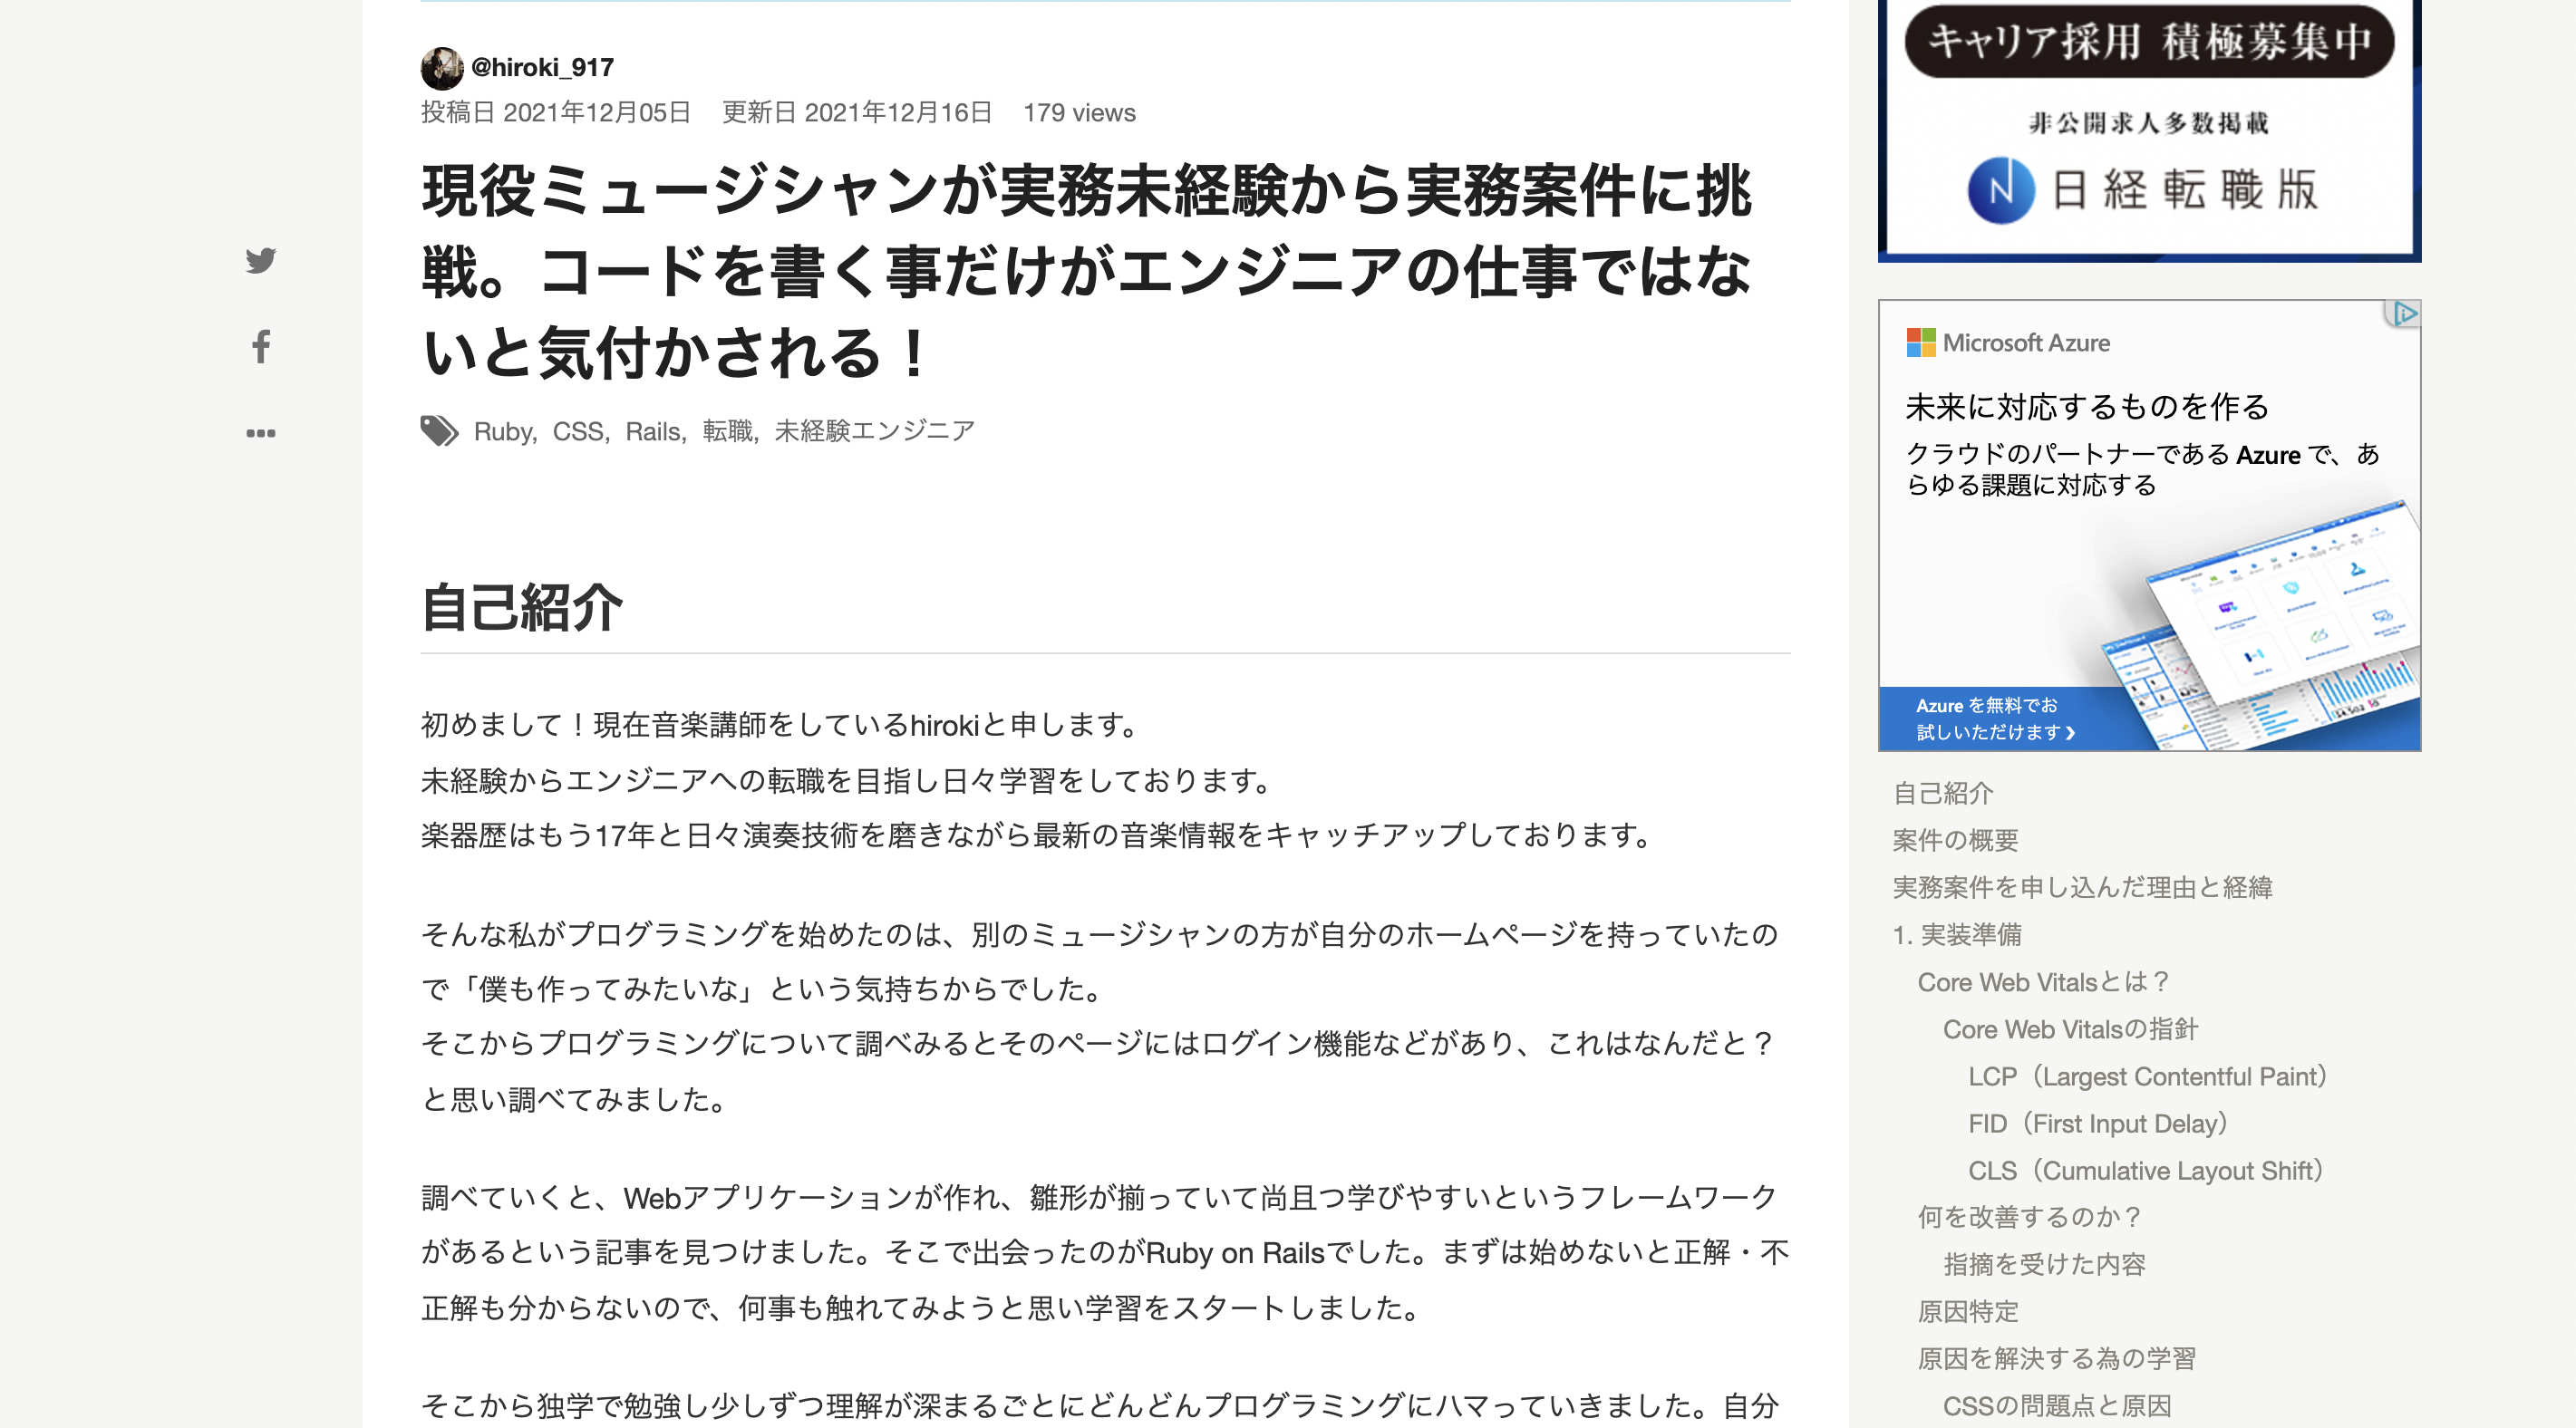 @hiroki_917
投稿日 2021年12月05日 更新日 2021年12月16日 179 views
現役ミュージシャンが実務未経験から実務案件に挑
戦。コードを書く事だけがエンジニアの仕事ではな
いと気付かされる！
Ruby, CSS, Rails, 転職, 未経験エンジニア
自己紹介
初めまして！現在音楽講師をしているhirokiと申します。
未経験からエンジニアへの転職を目指し日々学習をしております。
楽器歴はもう17年と日々演奏技術を磨きながら最新の音楽情報をキャッチアップしております。
そんな私がプログラミングを始めたのは、別のミュージシャンの方が自分のホームページを持っていたの
で「僕も作ってみたいな」という気持ちからでした。
そこからプログラミングについて調べみるとそのページにはログイン機能などがあり、これはなんだと？
と思い調べてみました。
調べていくと、Webアプリケーションが作れ、雛形が揃っていて尚且つ学びやすいというフレームワーク
があるという記事を見つけました。そこで出会ったのがRuby on Railsでした。まずは始めないと正解・不
正解も分からないので、何事も触れてみようと思い学習をスタートしました。
そこから独学で勉強し少しずつ理解が深まるごとにどんどんプログラミングにハマっていきました。自分
キャリア採用 積極募集中
非公開求人多数掲載
N 日経転職版
Microsoft Azure
未来に対応するものを作る
クラウドのパートナーである Azure で、あ
らゆる課題に対応する
Azure を無料でお
試しいただけます ❯
自己紹介
案件の概要
実務案件を申し込んだ理由と経緯
1. 実装準備
Core Web Vitalsとは？
Core Web Vitalsの指針
LCP（Largest Contentful Paint）
FID（First Input Delay）
CLS（Cumulative Layout Shift）
何を改善するのか？
指摘を受けた内容
原因特定
原因を解決する為の学習
CSSの問題点と原因